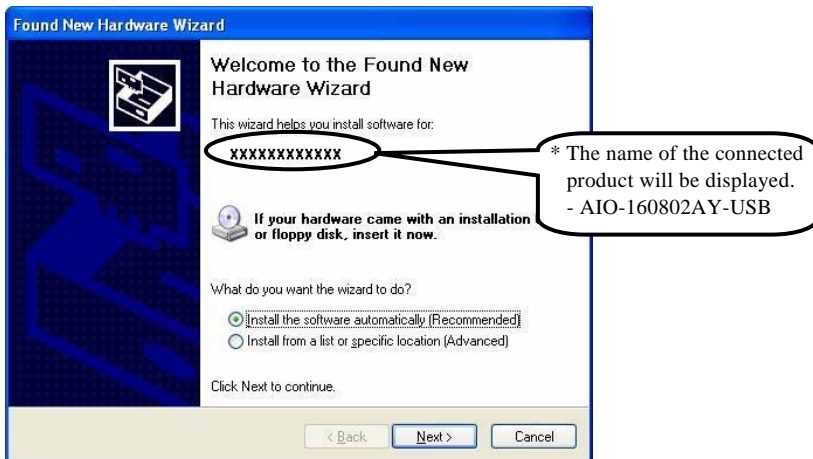 Found New Hardware Wizard
Welcome to the Found New
Hardware Wizard
This wizard helps you install software for:
XXXXXXXXXXXX
* The name of the connected
product will be displayed.
- AIO-160802AY-USB
If your hardware came with an installation
or floppy disk, insert it now.
What do you want the wizard to do?
Install the software automatically (Recommended)
Install from a list or specific location (Advanced)
Click Next to continue.
< Back
Next >
Cancel